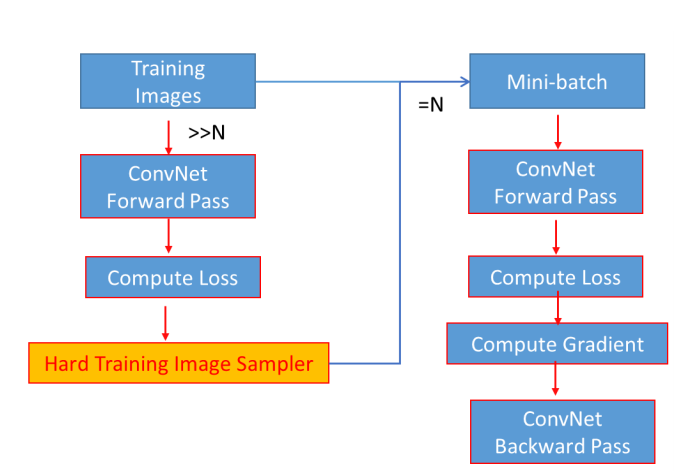 Training
Images
>>N
ConvNet
Forward Pass
Compute Loss
Hard Training Image Sampler
=N
Mini-batch
ConvNet
Forward Pass
Compute Loss
Compute Gradient
ConvNet
Backward Pass